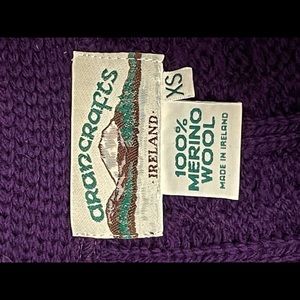 arancrafts
·IRELAND·
XS
100%
MERINO
WOOL
MADE IN IRELAND